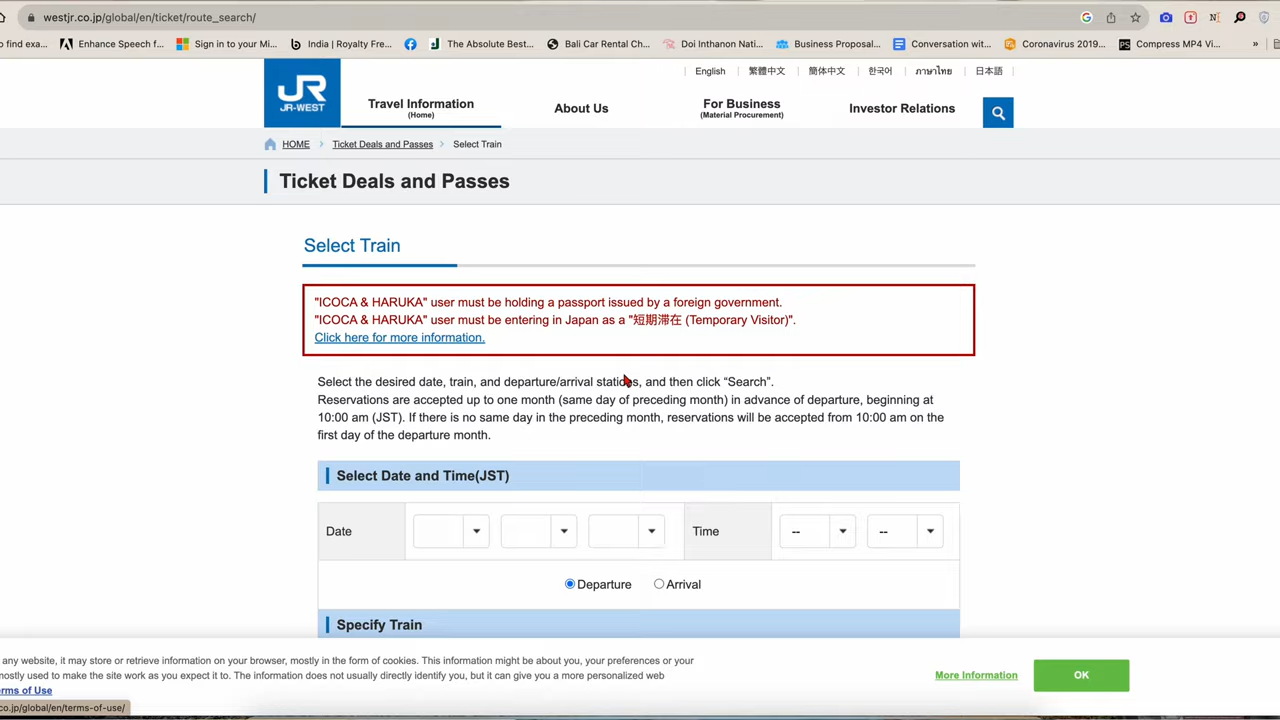 westjr.co.jp/global/en/ticket/route_search/
to find exa...
Enhance Speech f...
Sign in to your Mi...
India | Royalty Fre...
The Absolute Best...
Bali Car Rental Ch...
Doi Inthanon Nati...
Business Proposal...
Conversation wit...
Coronavirus 2019...
Compress MP4 Vi...
»
JR
JR-WEST
English
繁體中文
簡体中文
한국어
ภาษาไทย
日本語
Travel Information
(Home)
About Us
For Business
(Material Procurement)
Investor Relations
HOME
Ticket Deals and Passes
Select Train
Ticket Deals and Passes
Select Train
"ICOCA & HARUKA" user must be holding a passport issued by a foreign government.
"ICOCA & HARUKA" user must be entering in Japan as a "短期滞在 (Temporary Visitor)".
Click here for more information.
Select the desired date, train, and departure/arrival stations, and then click “Search”.
Reservations are accepted up to one month (same day of preceding month) in advance of departure, beginning at
10:00 am (JST). If there is no same day in the preceding month, reservations will be accepted from 10:00 am on the
first day of the departure month.
Select Date and Time(JST)
Date
Time
--
--
Departure
Arrival
Specify Train
any website, it may store or retrieve information on your browser, mostly in the form of cookies. This information might be about you, your preferences or your
mostly used to make the site work as you expect it to. The information does not usually directly identify you, but it can give you a more personalized web
erms of Use
More Information
OK
co.jp/global/en/terms-of-use/